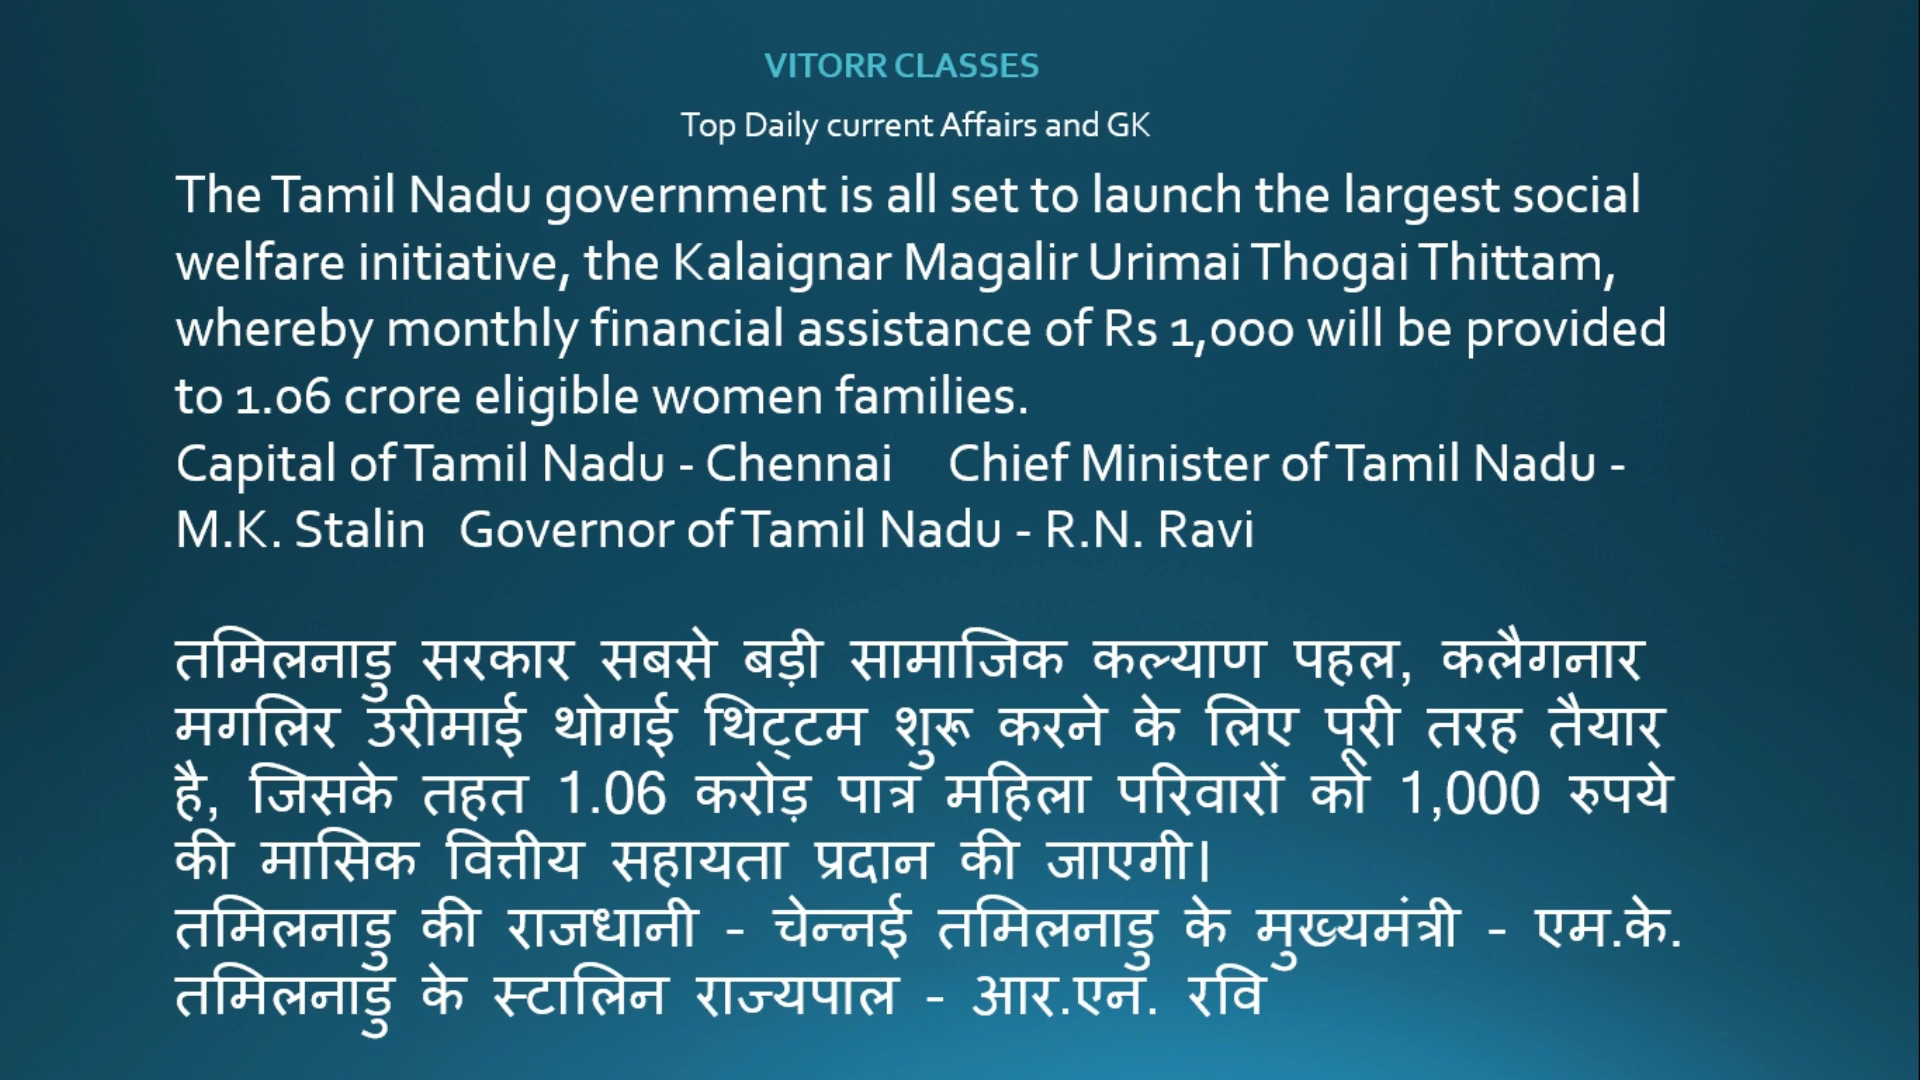 VITORR CLASSES
Top Daily current Affairs and GK
The Tamil Nadu government is all set to launch the largest social
welfare initiative, the Kalaignar Magalir Urimai Thogai Thittam,
whereby monthly financial assistance of Rs 1,000 will be provided
to 1.06 crore eligible women families.
Capital of Tamil Nadu - Chennai Chief Minister of Tamil Nadu -
M.K. Stalin Governor of Tamil Nadu - R.N. Ravi
तमिलनाडु सरकार सबसे बड़ी सामाजिक कल्याण पहल, कलैगनार
मगलिर उरीमाई थोगई थिट्टम शुरू करने के लिए पूरी तरह तैयार
है, जिसके तहत 1.06 करोड़ पात्र महिला परिवारों को 1,000 रुपये
की मासिक वित्तीय सहायता प्रदान की जाएगी।
तमिलनाडु की राजधानी - चेन्नई तमिलनाडु के मुख्यमंत्री - एम.के.
तमिलनाडु के स्टालिन राज्यपाल - आर.एन. रवि